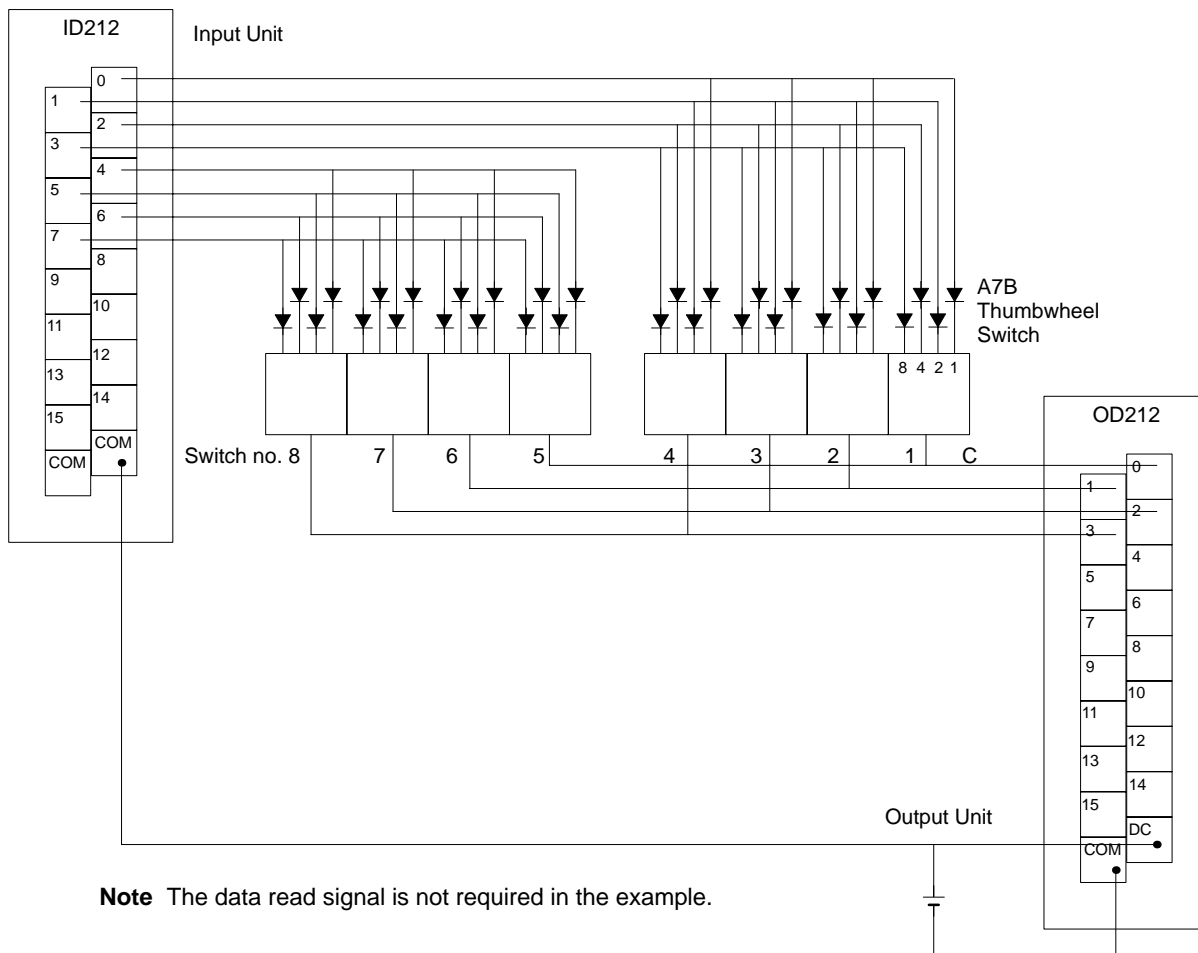 ID212
Input Unit
0
1
2
3
4
5
6
7
8
9
10
11
12
13
14
15
COM
COM
A7B
Thumbwheel
Switch
8 4 2 1
Switch no. 8 7 6 5 4 3 2 1 C
OD212
0
1
2
3
4
5
6
7
8
9
10
11
12
13
14
15
DC
COM
Output Unit
Note The data read signal is not required in the example.